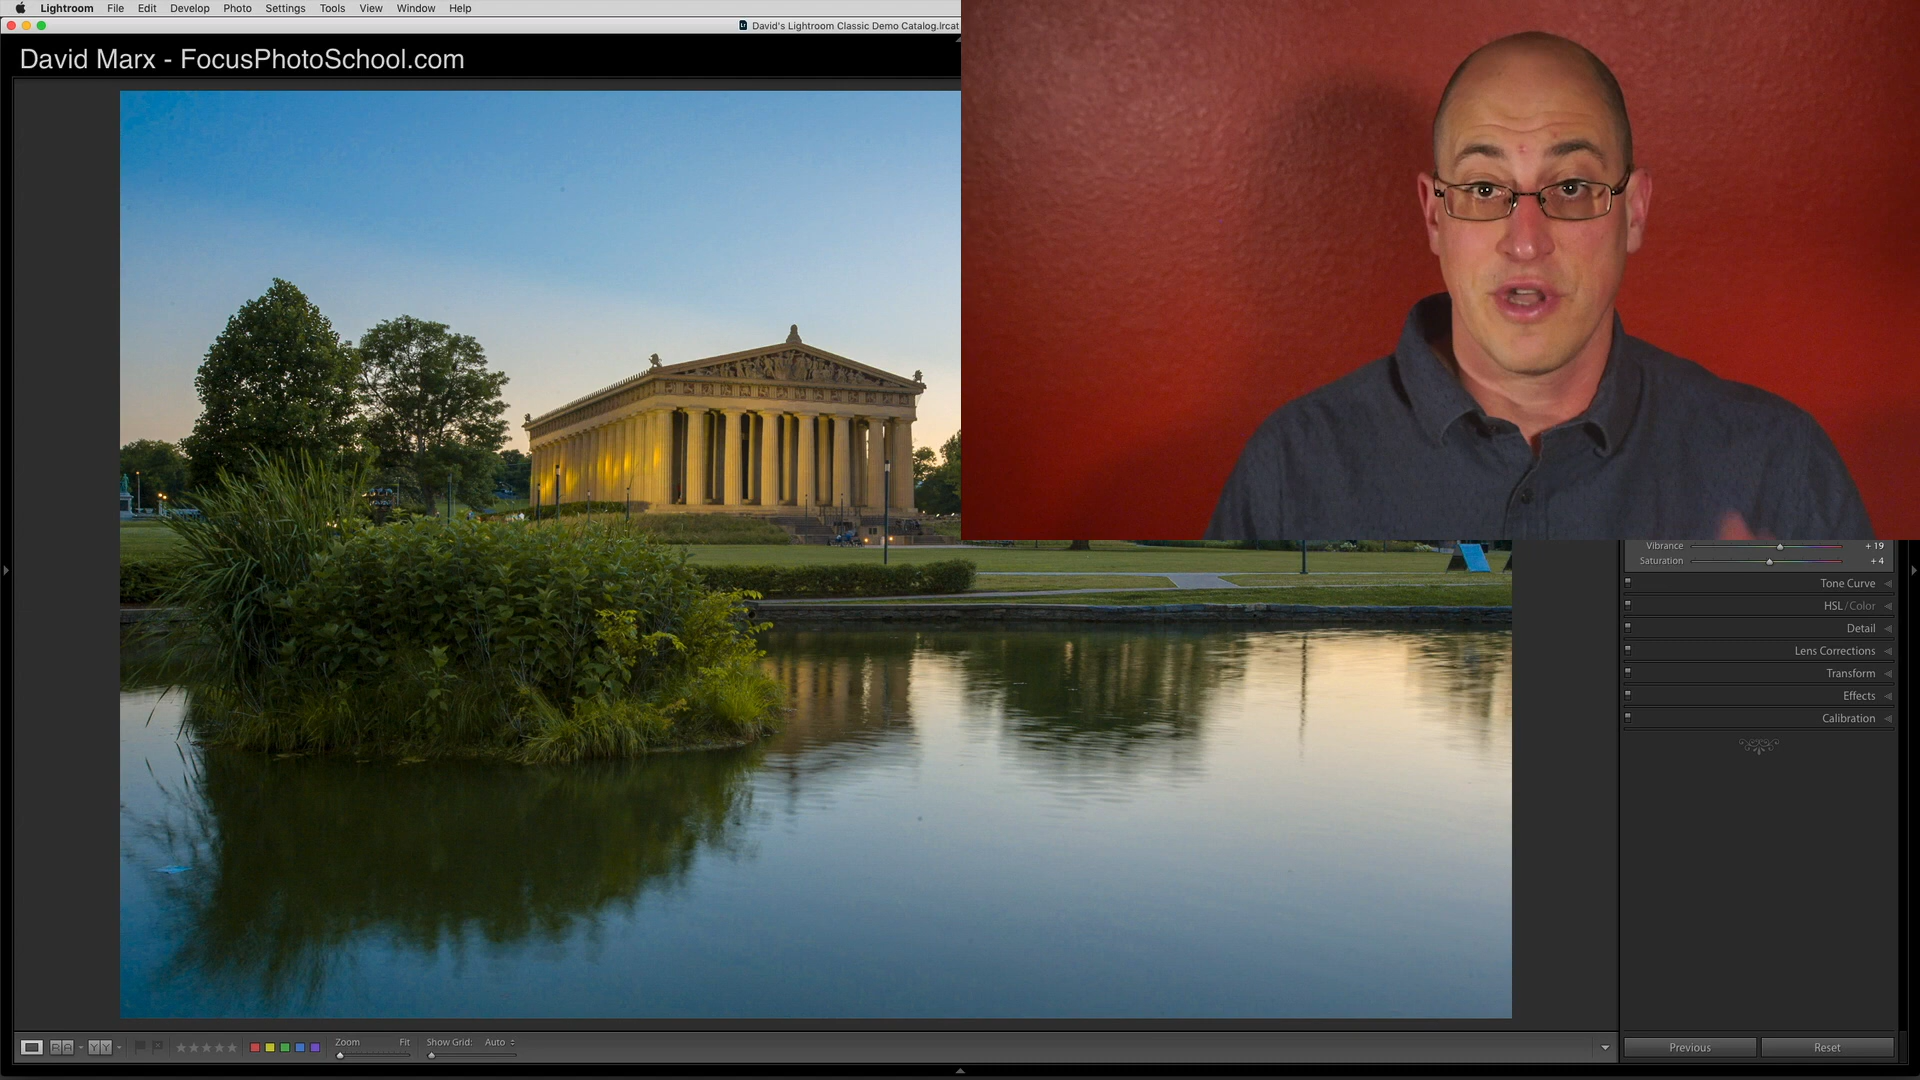 Lightroom File Edit Develop Photo Settings Tools View Window Help
Lr David's Lightroom Classic Demo Catalog.lrcat
David Marx - FocusPhotoSchool.com
Vibrance +19
Saturation +4
Tone Curve
HSL / Color
Detail
Lens Corrections
Transform
Effects
Calibration
Zoom Fit Show Grid: Auto
Previous Reset